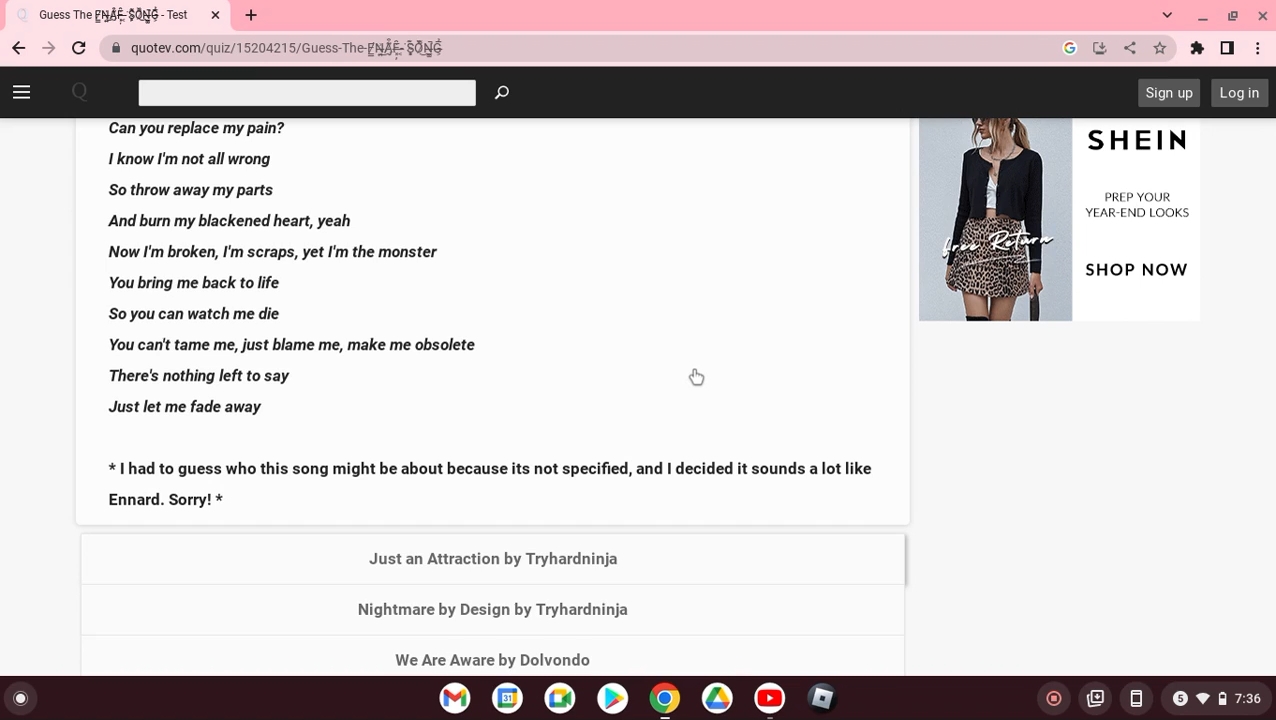 Guess The F̷N̷A̷F̷ S̷O̷N̷G̷ - Test
quotev.com/quiz/15204215/Guess-The-F̷N̷A̷F̷-S̷O̷N̷G̷
Q
Sign up
Log in
Can you replace my pain?
I know I'm not all wrong
So throw away my parts
And burn my blackened heart, yeah
Now I'm broken, I'm scraps, yet I'm the monster
You bring me back to life
So you can watch me die
You can't tame me, just blame me, make me obsolete
There's nothing left to say
Just let me fade away
* I had to guess who this song might be about because its not specified, and I decided it sounds a lot like
Ennard. Sorry! *
SHEIN
PREP YOUR
YEAR-END LOOKS
free Return
SHOP NOW
Just an Attraction by Tryhardninja
Nightmare by Design by Tryhardninja
We Are Aware by Dolvondo
31
5
7:36